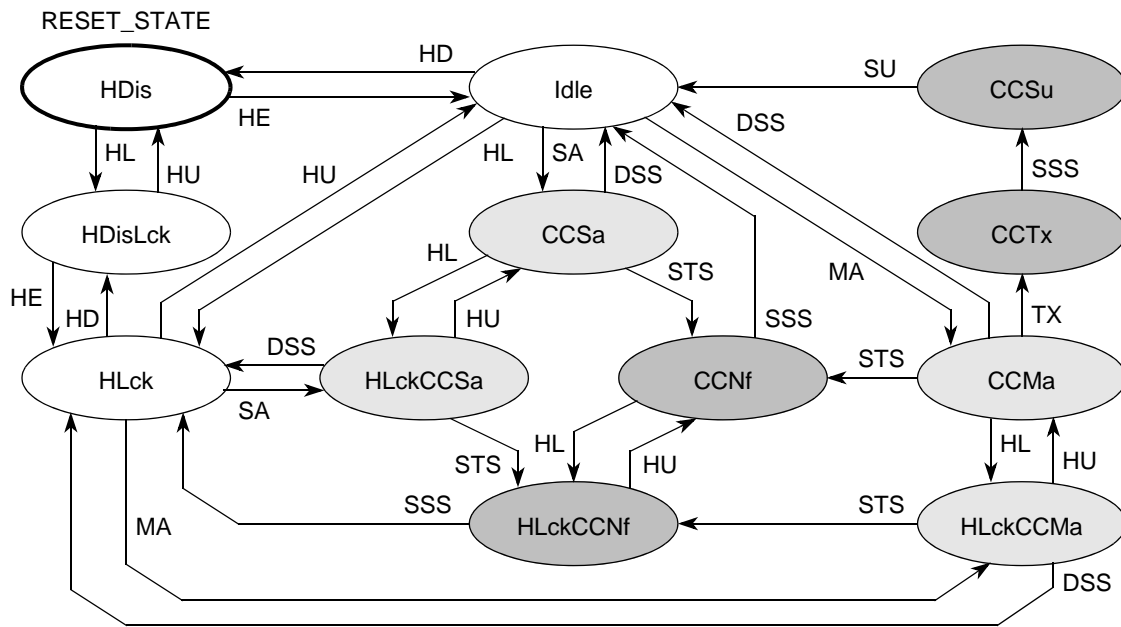 RESET_STATE
HDis
HD
Idle
SU
CCSu
HE
DSS
HL
HU
HU
HL
SA
DSS
SSS
HDisLck
CCSa
CCTx
HL
STS
MA
HE
HD
HU
SSS
TX
DSS
STS
HLck
HLckCCSa
CCNf
CCMa
SA
HL
STS
HU
HL
HU
SSS
STS
MA
HLckCCNf
HLckCCMa
DSS